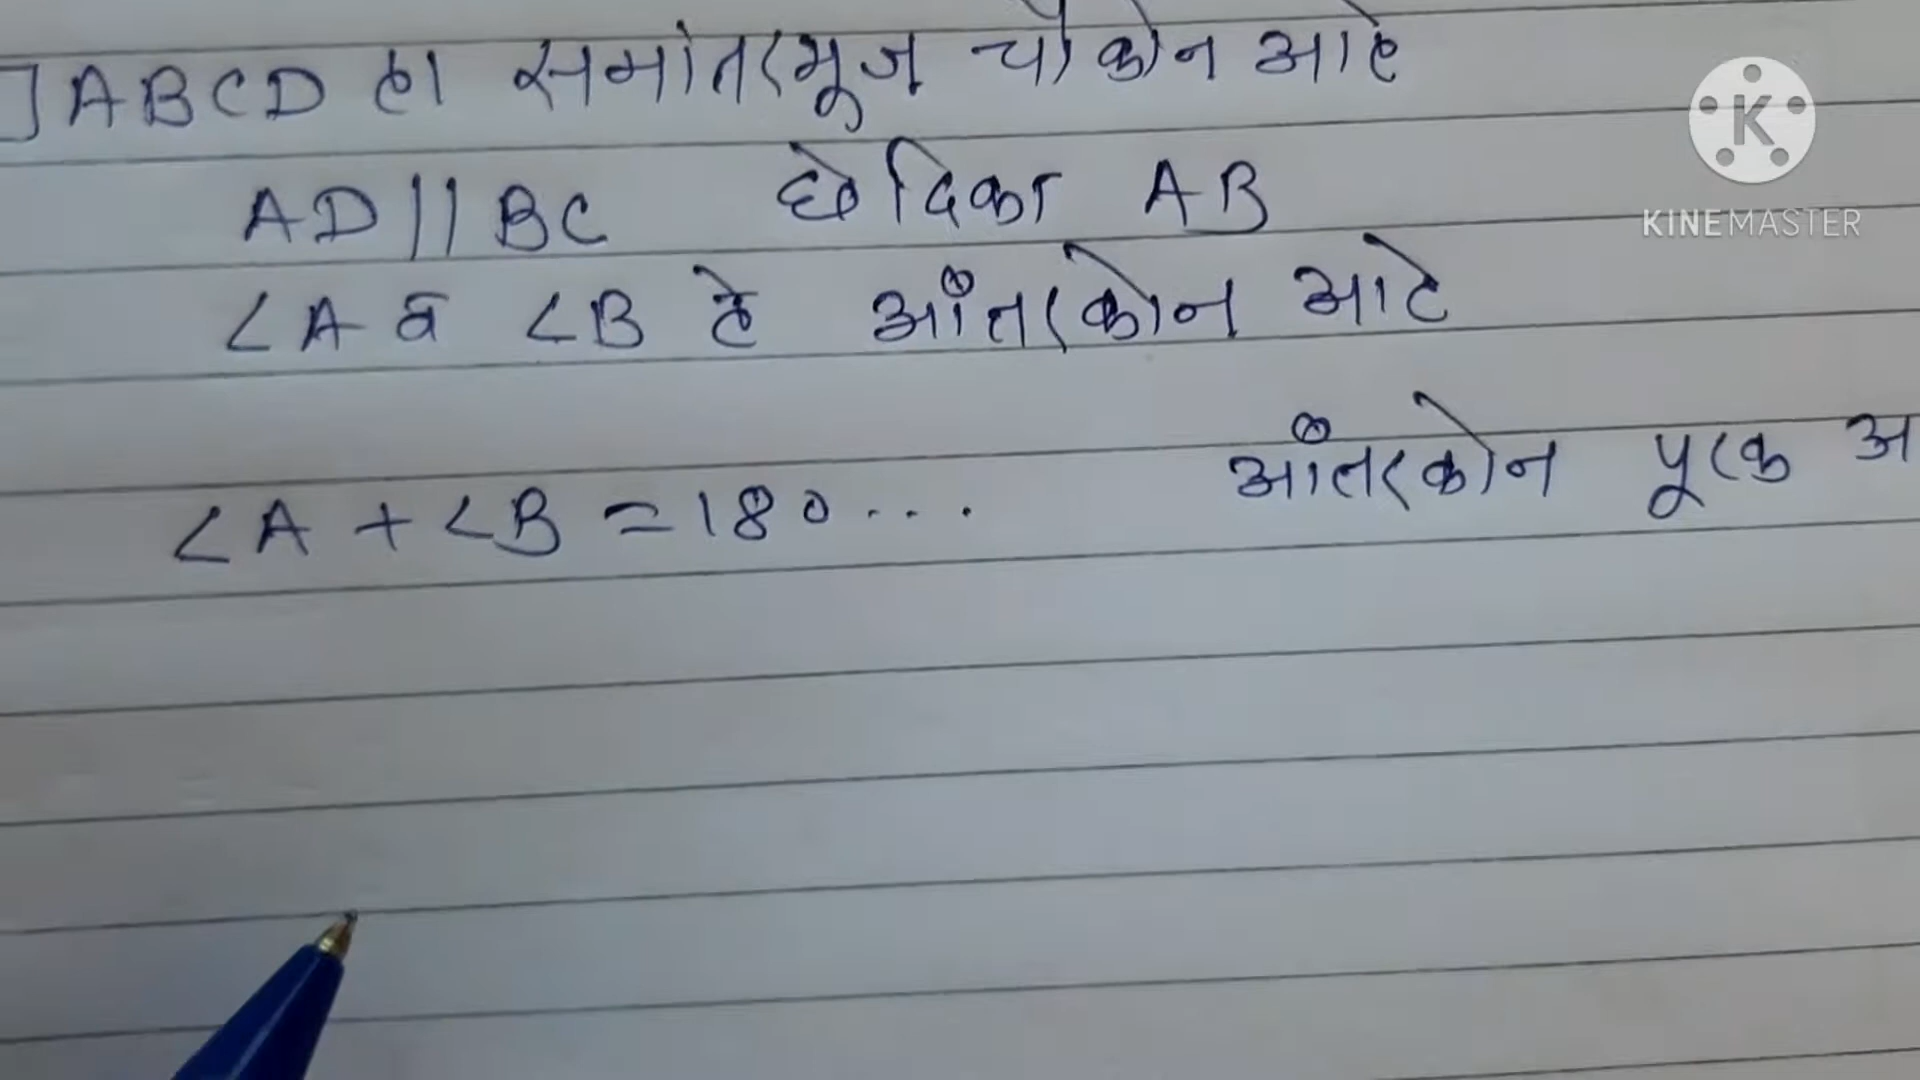 □ABCD हा समांतरभूज चौकोन आहे
AD || BC छेदिका AB
∠A व ∠B हे आंतरकोन आहे
∠A + ∠B = 180... आंतरकोन पूरक अ
KINEMASTER